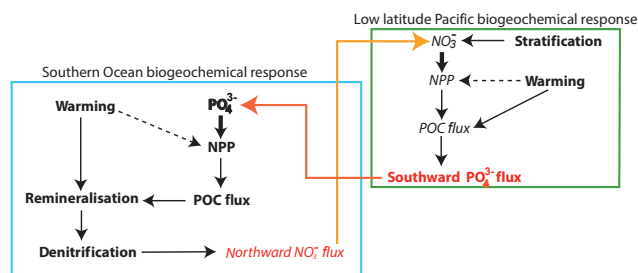 Low latitude Pacific biogeochemical response
NO₃⁻ Stratification
NPP Warming
POC flux
Southward PO₄³⁻ flux
Southern Ocean biogeochemical response
Warming PO₄³⁻
NPP
Remineralisation POC flux
Denitrification Northward NO₃⁻ flux